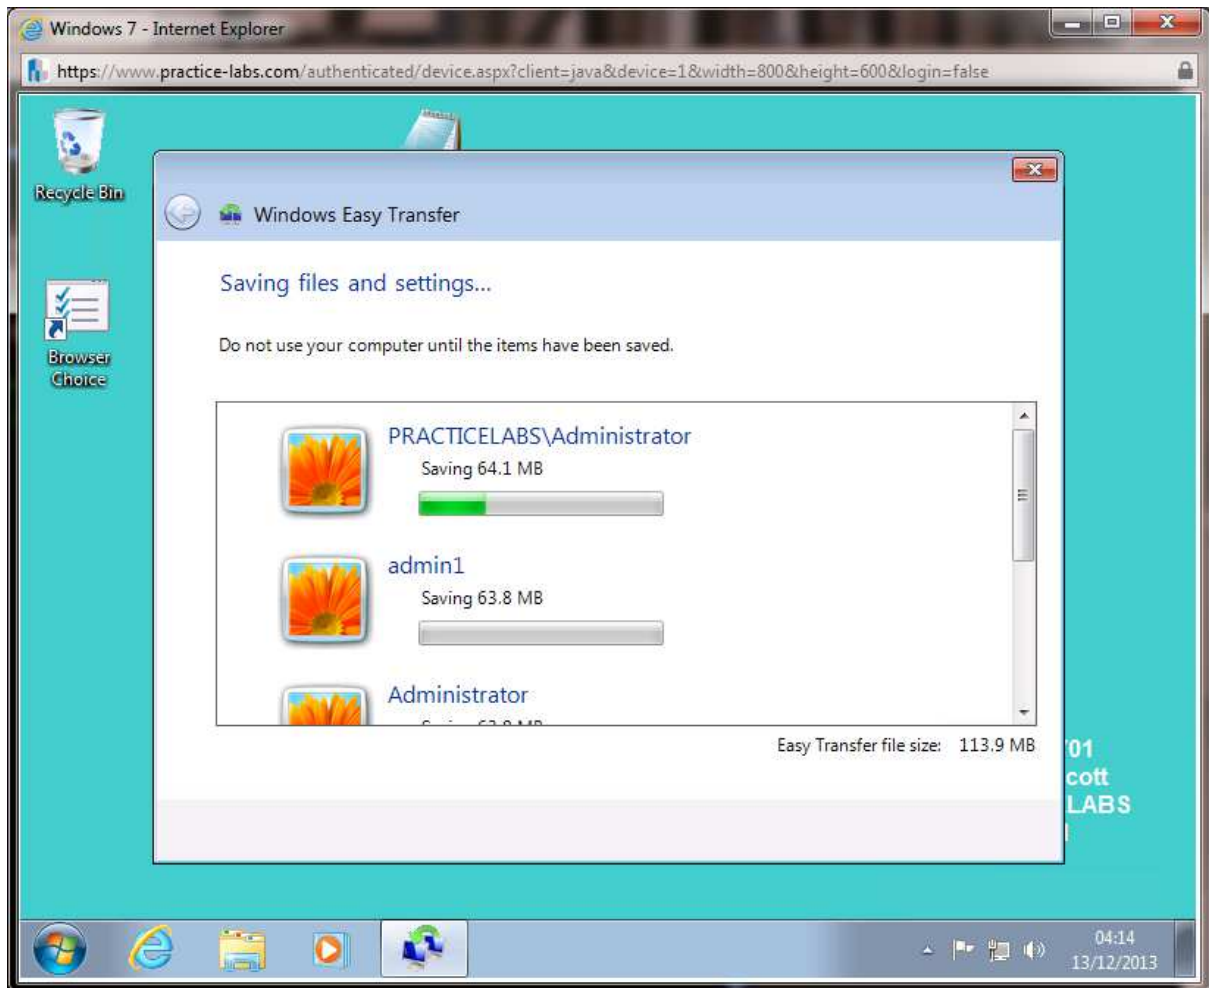 Windows 7 - Internet Explorer
https://www.practice-labs.com/authenticated/device.aspx?client=java&device=1&width=800&height=600&login=false
Recycle Bin
Windows Easy Transfer
Saving files and settings...
Do not use your computer until the items have been saved.
Browser
Choice
PRACTICELABS\Administrator
Saving 64.1 MB
admin1
Saving 63.8 MB
Administrator
Easy Transfer file size: 113.9 MB
01
cott
LABS
04:14
13/12/2013